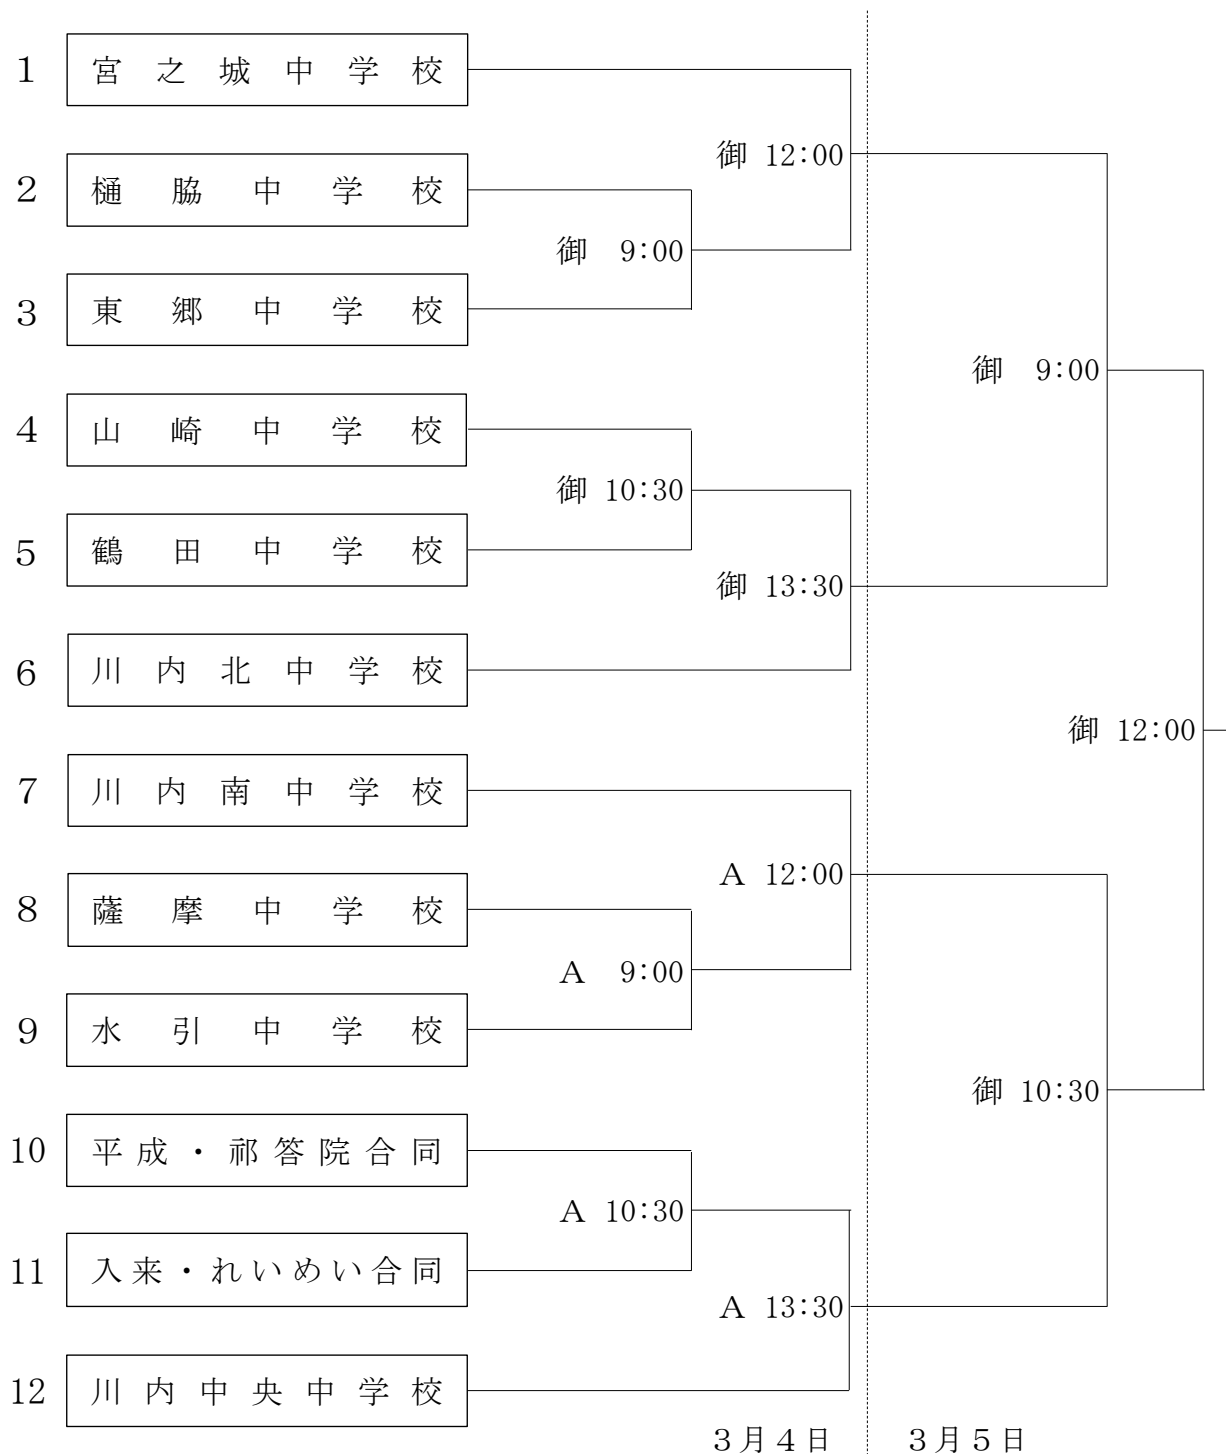 1 宮之城中学校
御 12:00
2 樋脇中学校
御 9:00
3 東郷中学校
御 9:00
4 山崎中学校
御 10:30
5 鶴田中学校
御 13:30
6 川内北中学校
御 12:00
7 川内南中学校
A 12:00
8 薩摩中学校
A 9:00
9 水引中学校
御 10:30
10 平成・祁答院合同
A 10:30
11 入来・れいめい合同
A 13:30
12 川内中央中学校
3月4日 3月5日